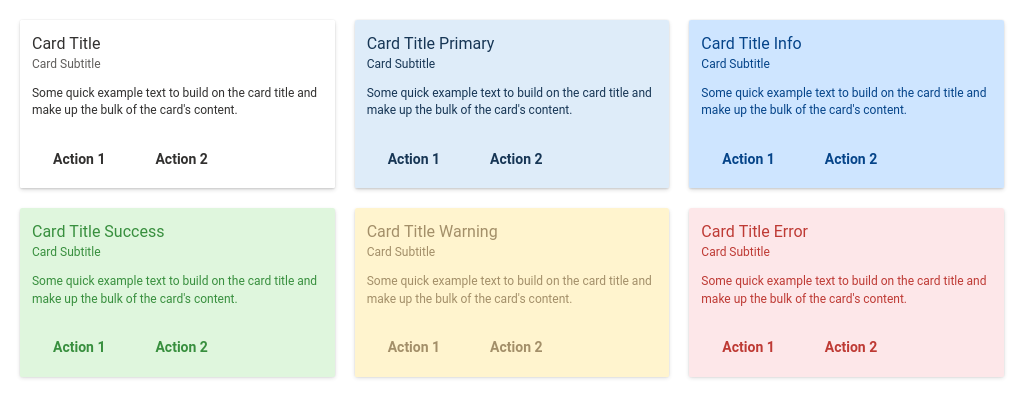 Card Title
Card Subtitle
Some quick example text to build on the card title and
make up the bulk of the card's content.
Action 1 Action 2
Card Title Primary
Card Subtitle
Some quick example text to build on the card title and
make up the bulk of the card's content.
Action 1 Action 2
Card Title Info
Card Subtitle
Some quick example text to build on the card title and
make up the bulk of the card's content.
Action 1 Action 2
Card Title Success
Card Subtitle
Some quick example text to build on the card title and
make up the bulk of the card's content.
Action 1 Action 2
Card Title Warning
Card Subtitle
Some quick example text to build on the card title and
make up the bulk of the card's content.
Action 1 Action 2
Card Title Error
Card Subtitle
Some quick example text to build on the card title and
make up the bulk of the card's content.
Action 1 Action 2